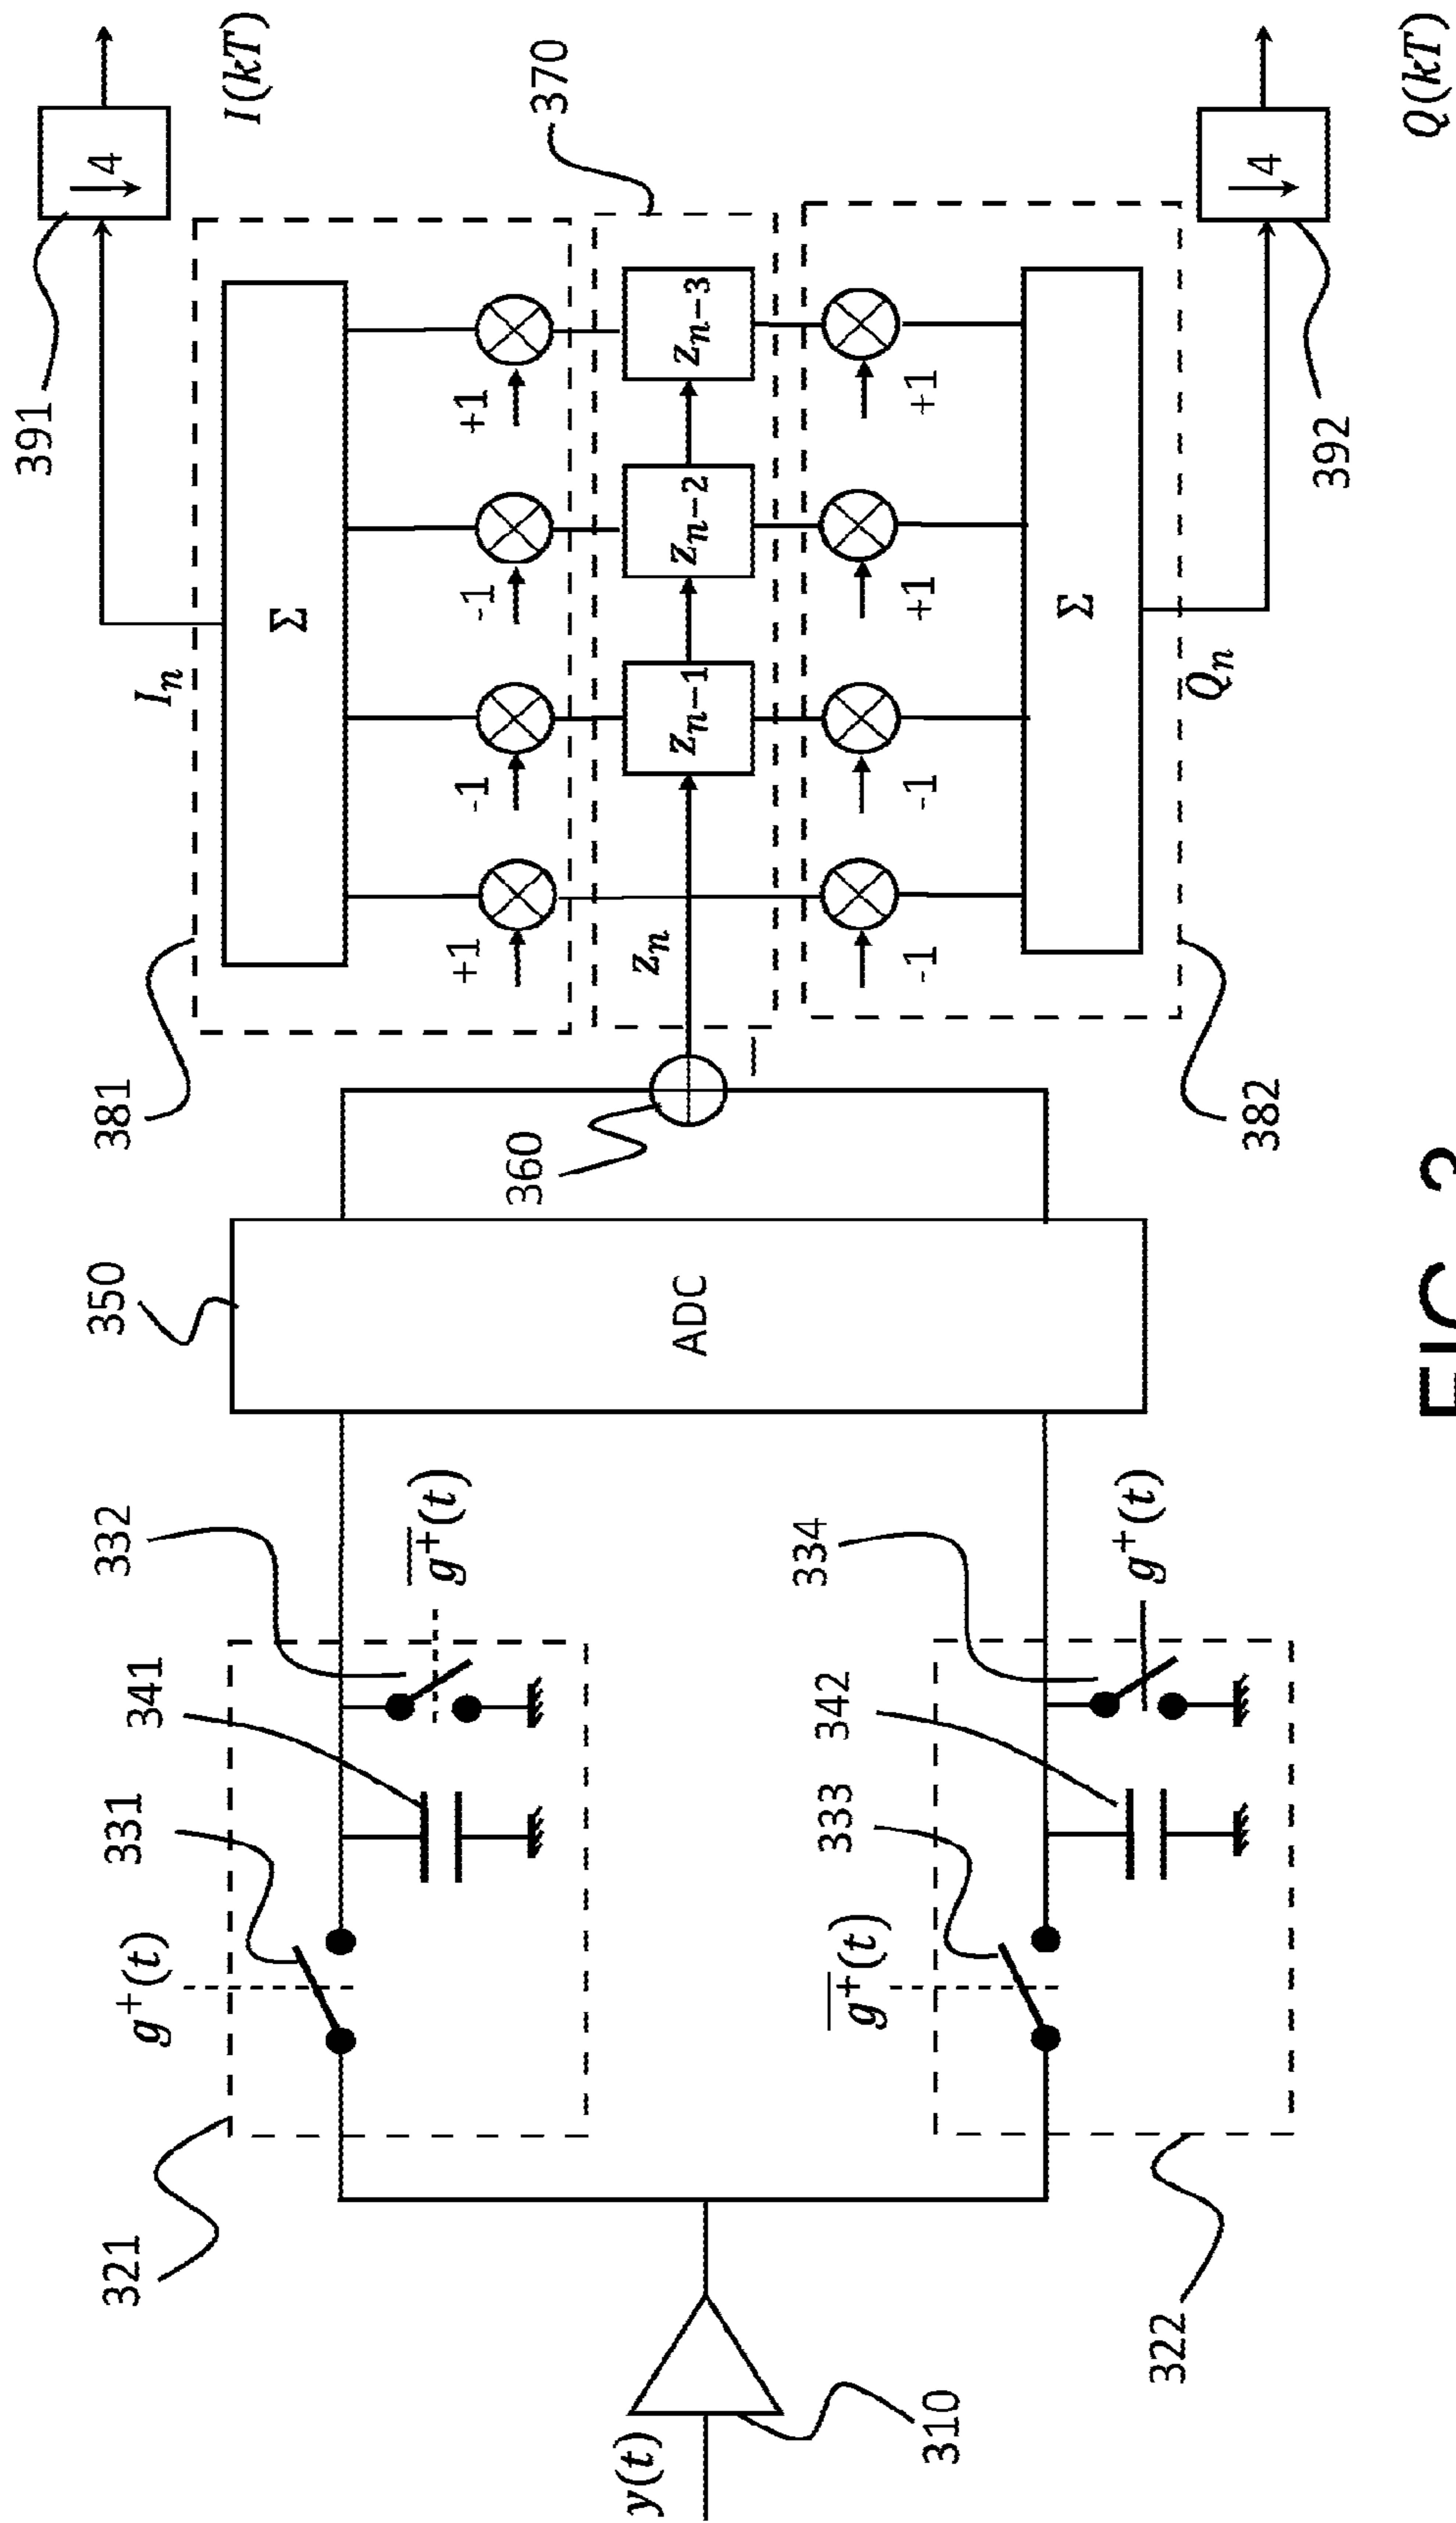 y(t)
310
321
322
g⁺(t)
331
341
332
\overline{g⁺}(t)
\overline{g⁺}(t)
333
342
334
g⁺(t)
350
ADC
360
−
381
I_n
Σ
+1
-1
-1
+1
z_n
z_{n−1}
z_{n−2}
z_{n−3}
370
-1
-1
+1
+1
Σ
Q_n
382
391
↓4
I(kT)
392
↓4
Q(kT)